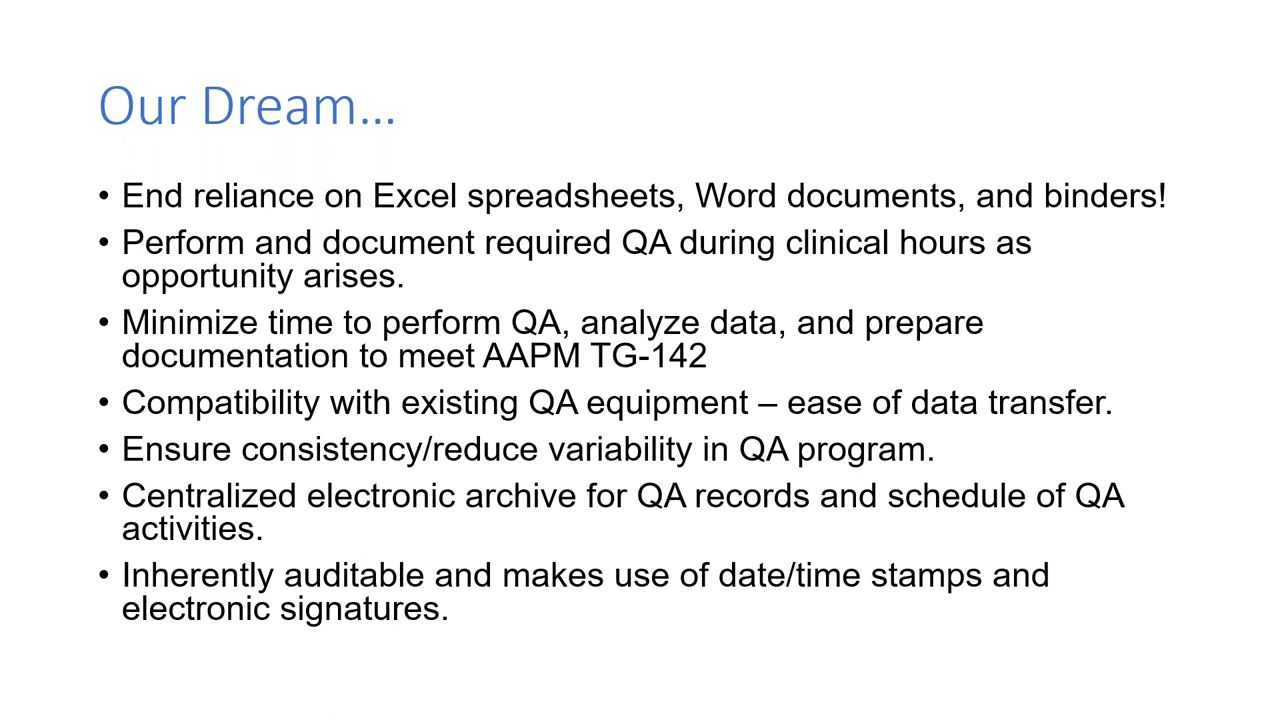 Our Dream...
• End reliance on Excel spreadsheets, Word documents, and binders!
• Perform and document required QA during clinical hours as
opportunity arises.
• Minimize time to perform QA, analyze data, and prepare
documentation to meet AAPM TG-142
• Compatibility with existing QA equipment – ease of data transfer.
• Ensure consistency/reduce variability in QA program.
• Centralized electronic archive for QA records and schedule of QA
activities.
• Inherently auditable and makes use of date/time stamps and
electronic signatures.